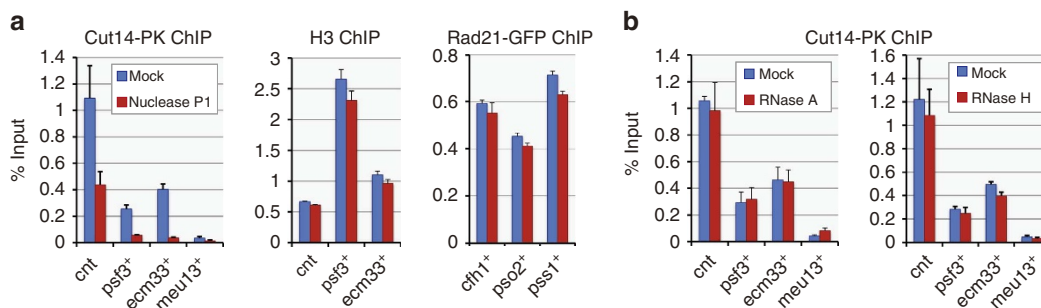 a
Cut14-PK ChIP
% Input
1.4
1.2
1
0.8
0.6
0.4
0.2
0
Mock
Nuclease P1
cnt
psf3+
ecm33+
meu13+
H3 ChIP
3
2.5
2
1.5
1
0.5
0
cnt
psf3+
ecm33+
Rad21-GFP ChIP
0.8
0.6
0.4
0.2
0
cfh1+
pso2+
pss1+
b
Cut14-PK ChIP
% Input
1.4
1.2
1
0.8
0.6
0.4
0.2
0
Mock
RNase A
cnt
psf3+
ecm33+
meu13+
1.6
1.4
1.2
1
0.8
0.6
0.4
0.2
0
Mock
RNase H
cnt
psf3+
ecm33+
meu13+